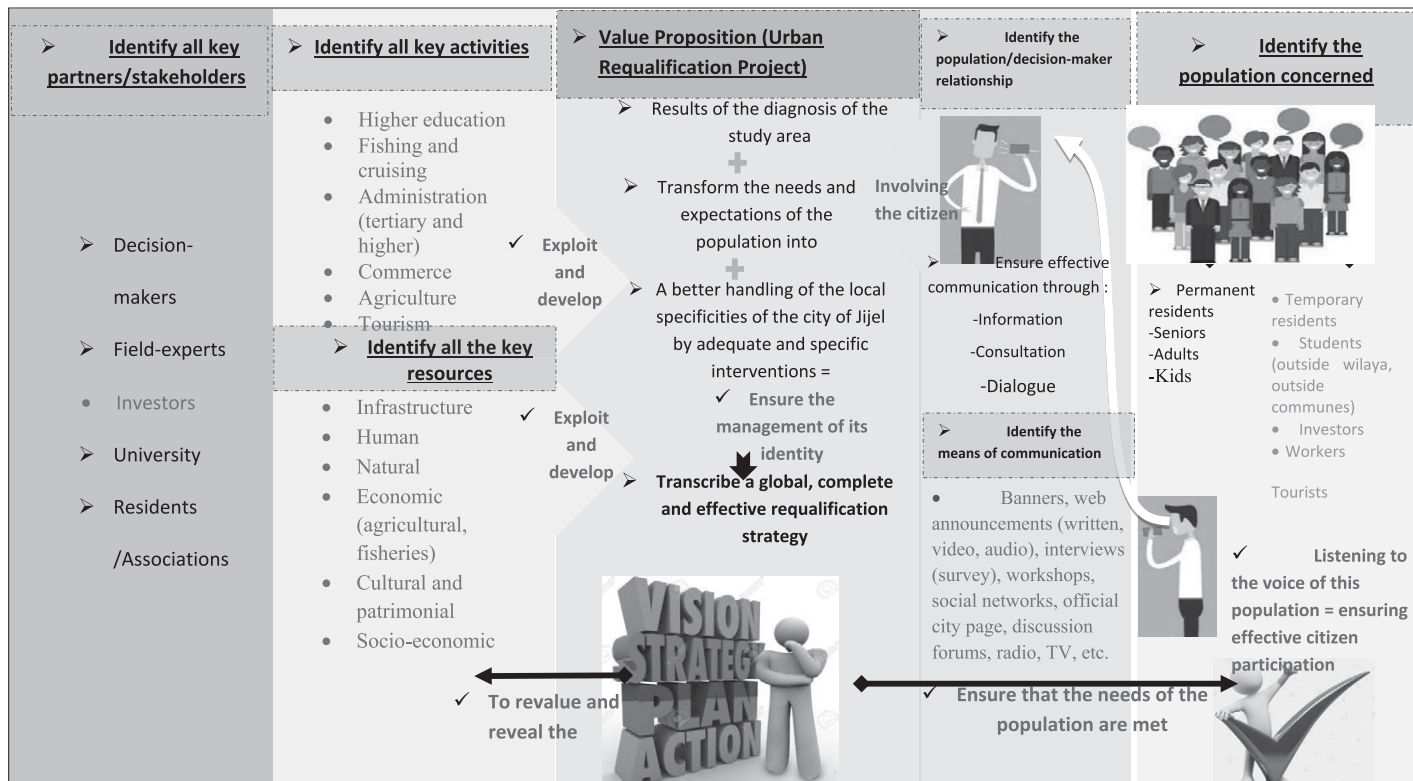 ➢ Identify all key
partners/stakeholders
➢ Decision-
makers
➢ Field-experts
• Investors
➢ University
➢ Residents
/Associations
➢ Identify all key activities
• Higher education
• Fishing and
cruising
• Administration
(tertiary and
higher)
• Commerce
• Agriculture
• Tourism
✓ Exploit
and
develop
➢ Identify all the key
resources
• Infrastructure
• Human
• Natural
• Economic
(agricultural,
fisheries)
• Cultural and
patrimonial
• Socio-economic
✓ Exploit
and
develop
✓ To revalue and
reveal the
➢ Value Proposition (Urban
Requalification Project)
➢ Results of the diagnosis of the
study area
+
➢ Transform the needs and
expectations of the
population into
+
➢ A better handling of the local
specificities of the city of Jijel
by adequate and specific
interventions =
✓ Ensure the
management of its
identity
➢ Transcribe a global, complete
and effective requalification
strategy
VISION
STRATEGY
PLAN
ACTION
➢ Identify the
population/decision-maker
relationship
Involving
the citizen
➢ Ensure effective
communication through :
-Information
-Consultation
-Dialogue
➢ Identify the
means of communication
• Banners, web
announcements (written,
video, audio), interviews
(survey), workshops,
social networks, official
city page, discussion
forums, radio, TV, etc.
✓ Ensure that the needs of the
population are met
➢ Identify the
population concerned
➢ Permanent
residents
-Seniors
-Adults
-Kids
• Temporary
residents
• Students
(outside wilaya,
outside
communes)
• Investors
• Workers
Tourists
✓ Listening to
the voice of this
population = ensuring
effective citizen
participation